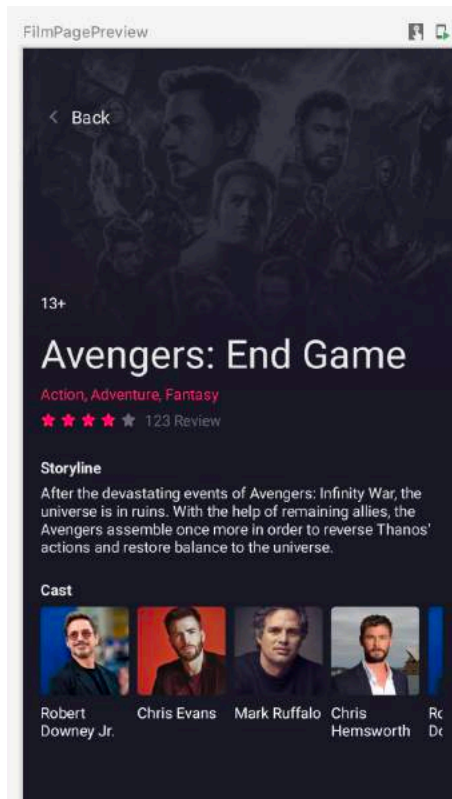 FilmPagePreview
Back
13+
Avengers: End Game
Action, Adventure, Fantasy
123 Review
Storyline
After the devastating events of Avengers: Infinity War, the
universe is in ruins. With the help of remaining allies, the
Avengers assemble once more in order to reverse Thanos'
actions and restore balance to the universe.
Cast
Robert
Downey Jr.
Chris Evans
Mark Ruffalo
Chris
Hemsworth